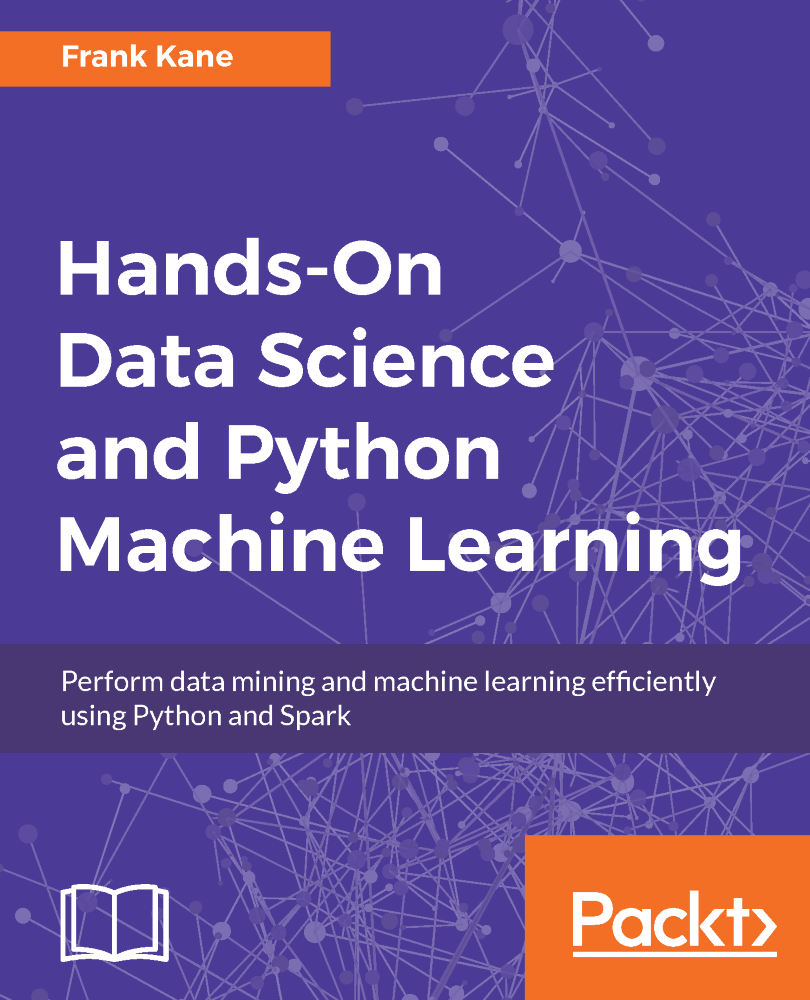 Frank Kane
Hands-On
Data Science
and Python
Machine Learning
Perform data mining and machine learning efficiently
using Python and Spark
Packt>